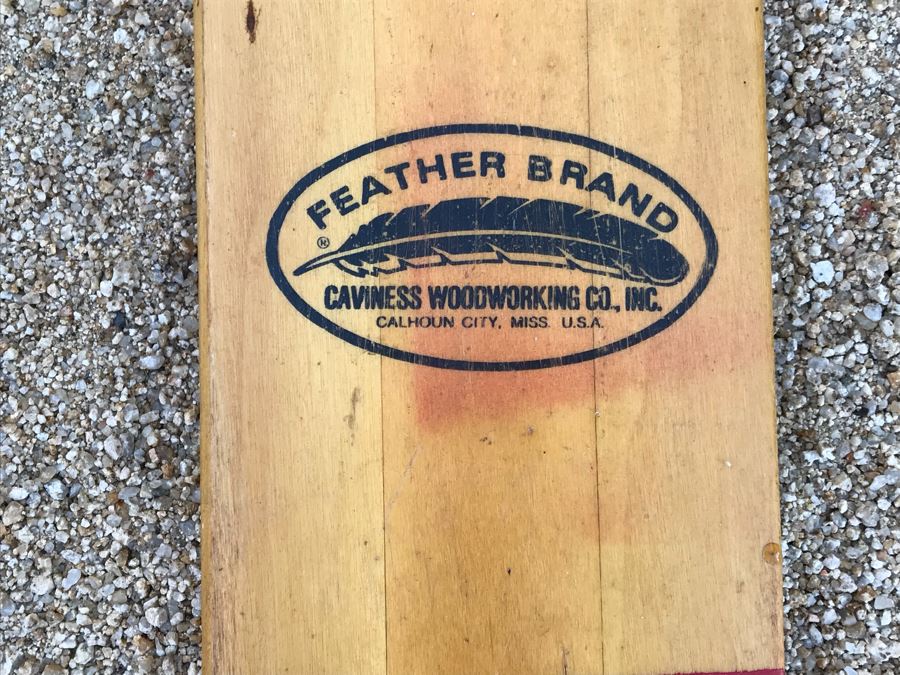 FEATHER BRAND
®
CAVINESS WOODWORKING CO., INC.
CALHOUN CITY, MISS. U.S.A.